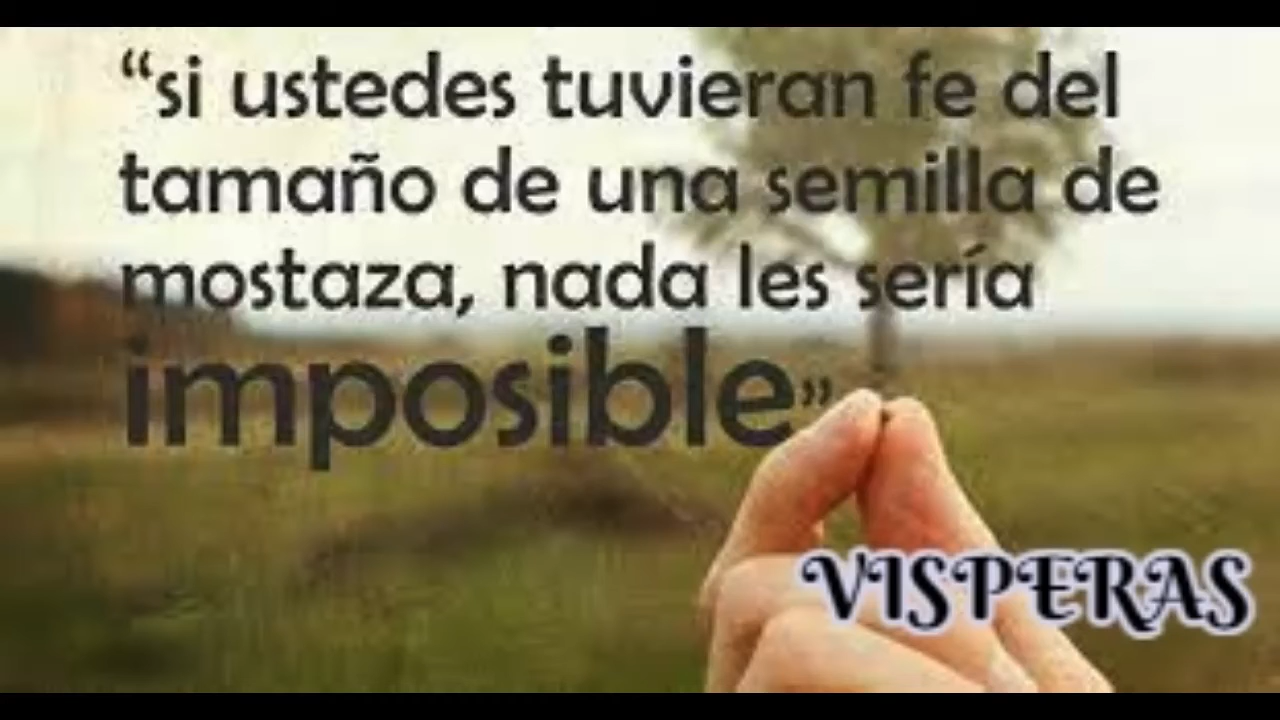 “si ustedes tuvieran fe del
tamaño de una semilla de
mostaza, nada les sería
imposible”
VISPERAS